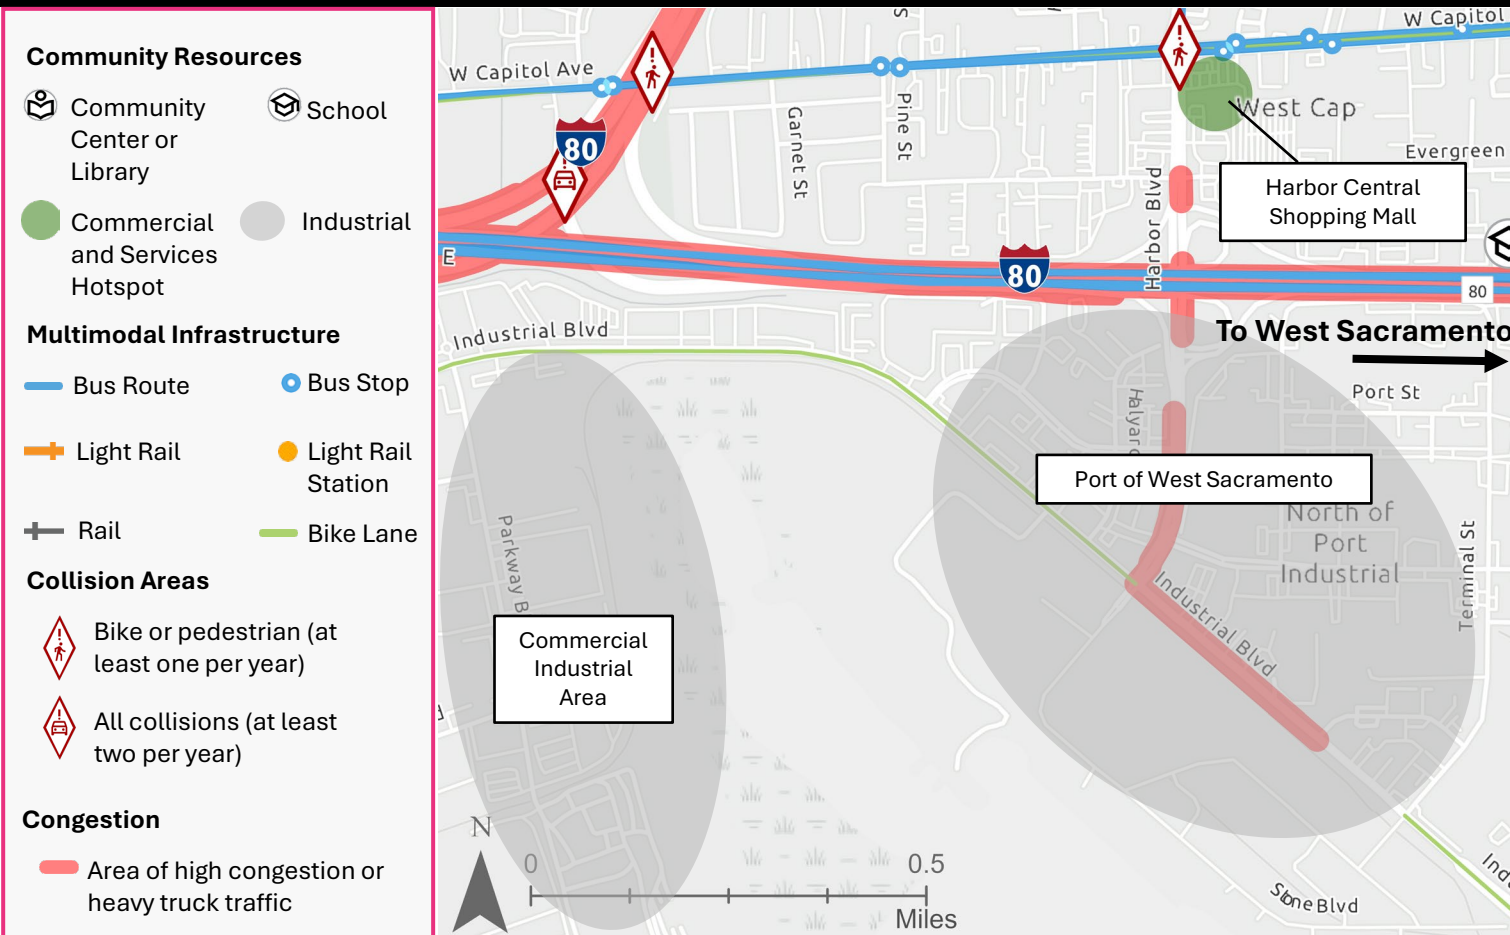 Community Resources
Community
Center or
Library
School
Commercial
and Services
Hotspot
Industrial
Multimodal Infrastructure
Bus Route
Bus Stop
Light Rail
Light Rail
Station
Rail
Bike Lane
Collision Areas
Bike or pedestrian (at
least one per year)
All collisions (at least
two per year)
Congestion
Area of high congestion or
heavy truck traffic
W Capitol Ave
W Capitol
80
Garnet St
Pine St
S
West Cap
Evergreen
Harbor Central
Shopping Mall
Harbor Blvd
E
80
80
To West Sacramento
Industrial Blvd
Port St
Port of West Sacramento
North of
Port
Industrial
Terminal St
Industrial Blvd
Parkway B
Commercial
Industrial
Area
N
0
0.5
Miles
Stone Blvd
Ind